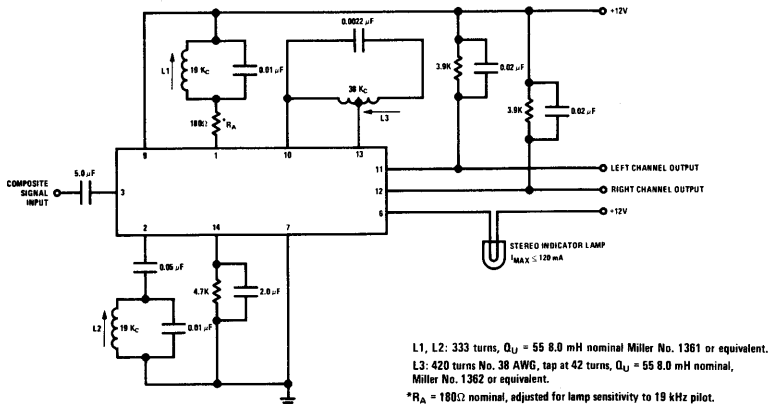 0.0022 µF
+12V
L1
19 KC
0.01 µF
38 KC
3.9K
0.02 µF
L3
3.9K
0.02 µF
180Ω
*RA
9
1
10
13
5.0 µF
11
LEFT CHANNEL OUTPUT
COMPOSITE
SIGNAL
INPUT
3
12
RIGHT CHANNEL OUTPUT
6
+12V
2
14
7
STEREO INDICATOR LAMP
IMAX ≤ 120 mA
0.05 µF
4.7K
2.0 µF
L2
19 KC
0.01 µF
L1, L2: 333 turns, QU = 55 8.0 mH nominal Miller No. 1361 or equivalent.
L3: 420 turns No. 38 AWG, tap at 42 turns, QU = 55 8.0 mH nominal,
Miller No. 1362 or equivalent.
*RA = 180Ω nominal, adjusted for lamp sensitivity to 19 kHz pilot.